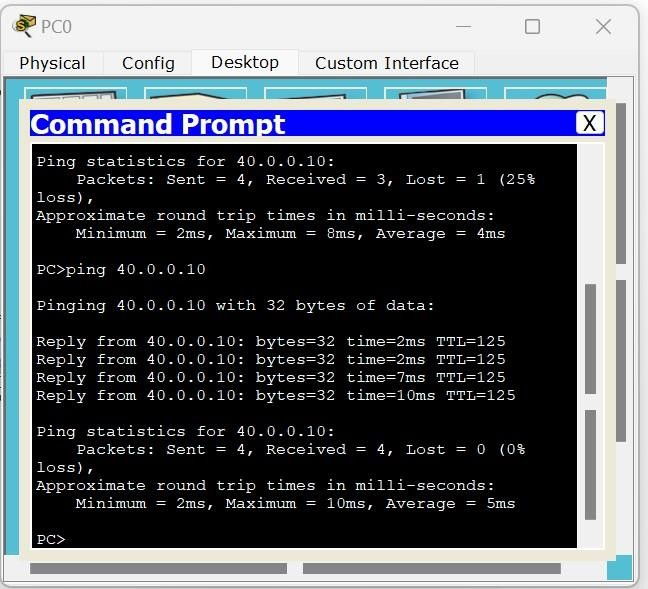 PC0
Physical Config Desktop Custom Interface
Command Prompt X
Ping statistics for 40.0.0.10:
    Packets: Sent = 4, Received = 3, Lost = 1 (25%
loss),
Approximate round trip times in milli-seconds:
    Minimum = 2ms, Maximum = 8ms, Average = 4ms
PC>ping 40.0.0.10
Pinging 40.0.0.10 with 32 bytes of data:
Reply from 40.0.0.10: bytes=32 time=2ms TTL=125
Reply from 40.0.0.10: bytes=32 time=2ms TTL=125
Reply from 40.0.0.10: bytes=32 time=7ms TTL=125
Reply from 40.0.0.10: bytes=32 time=10ms TTL=125
Ping statistics for 40.0.0.10:
    Packets: Sent = 4, Received = 4, Lost = 0 (0%
loss),
Approximate round trip times in milli-seconds:
    Minimum = 2ms, Maximum = 10ms, Average = 5ms
PC>